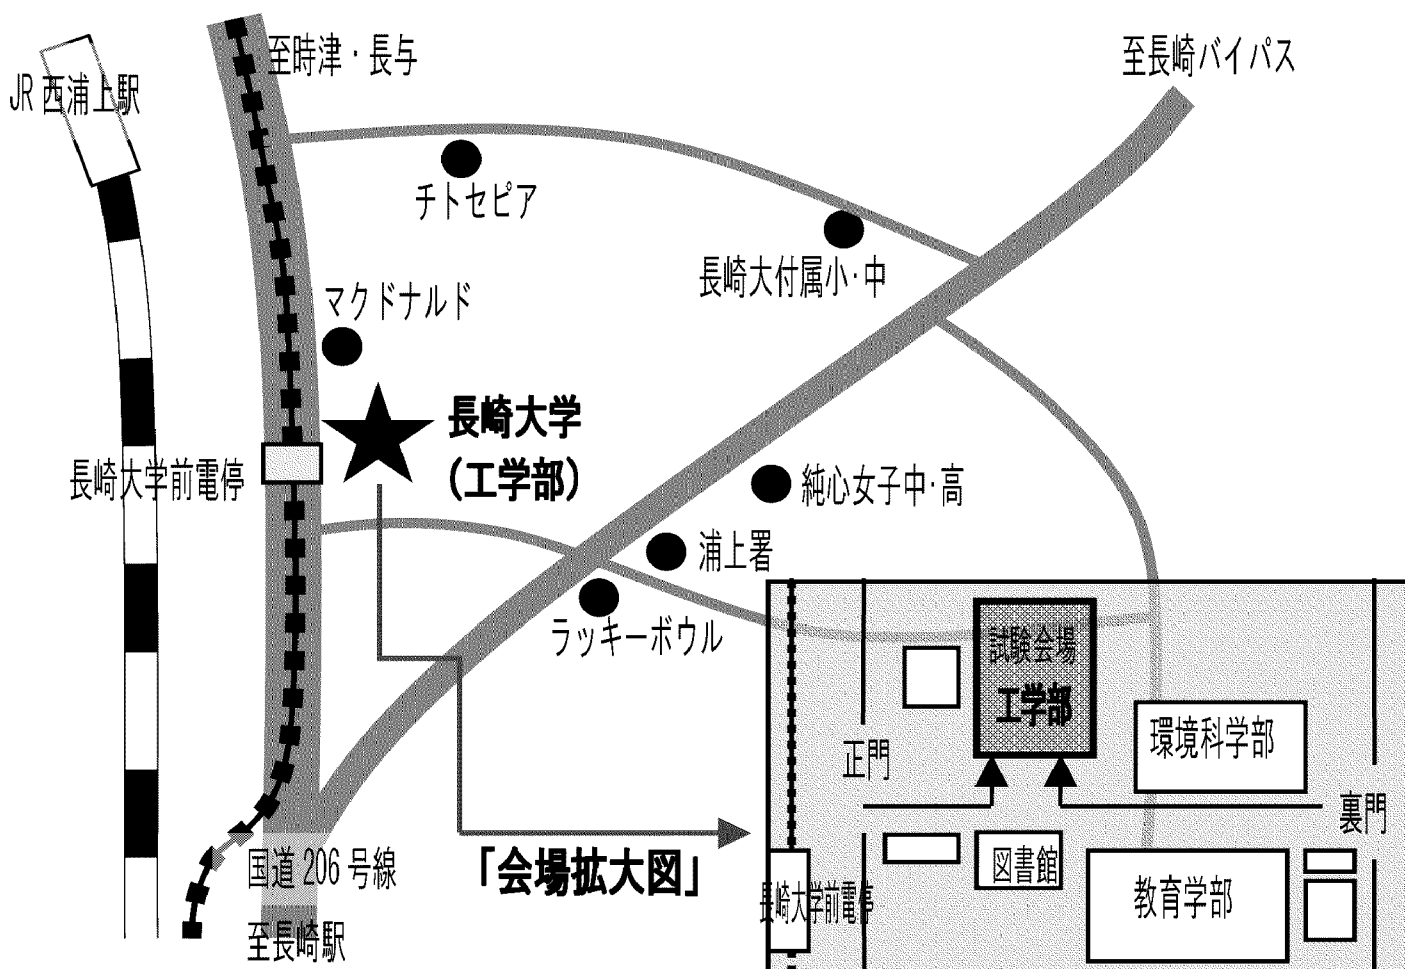 至時津・長与
至長崎バイパス
JR 西浦上駅
チトセピア
長崎大付属小・中
マクドナルド
長崎大学
（工学部）
長崎大学前電停
純心女子中・高
浦上署
ラッキーボウル
国道 206 号線
至長崎駅
「会場拡大図」
試験会場
工学部
環境科学部
正門
裏門
図書館
教育学部
長崎大学前電停